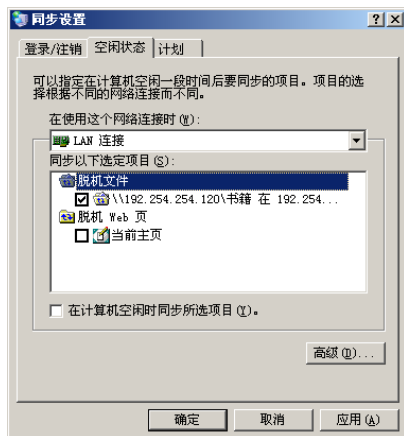 同步设置
登录/注销 空闲状态 计划
可以指定在计算机空闲一段时间后要同步的项目。项目的选
择根据不同的网络连接而不同。
在使用这个网络连接时(W):
LAN 连接
同步以下选定项目(S):
脱机文件
\\192.254.254.120\书籍 在 192.254...
脱机 Web 页
当前主页
在计算机空闲时同步所选项目(Y)。
高级(D)...
确定 取消 应用(A)